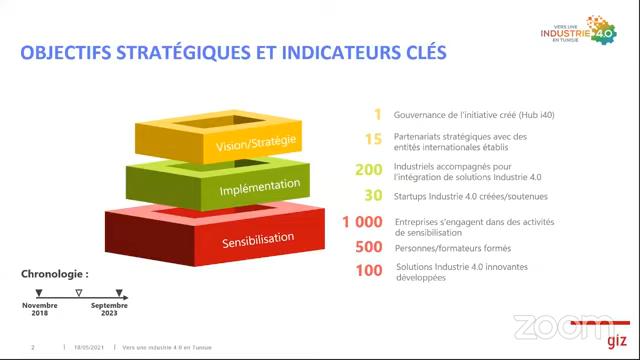 VERS UNE
INDUSTRIE 4.0
EN TUNISIE
OBJECTIFS STRATÉGIQUES ET INDICATEURS CLÉS
Vision/Stratégie
Implémentation
Sensibilisation
1 Gouvernance de l'initiative créé (Hub i40)
15 Partenariats stratégiques avec des
entités internationales établis
200 Industriels accompagnés pour
l'intégration de solutions Industrie 4.0
30 Startups Industrie 4.0 créées/soutenues
1 000 Entreprises s'engagent dans des activités
de sensibilisation
500 Personnes/formateurs formés
100 Solutions Industrie 4.0 innovantes
développées
Chronologie :
Novembre
2018
Septembre
2023
2 | 18/05/2021 | Vers une industrie 4.0 en Tunisie
zoom
giz